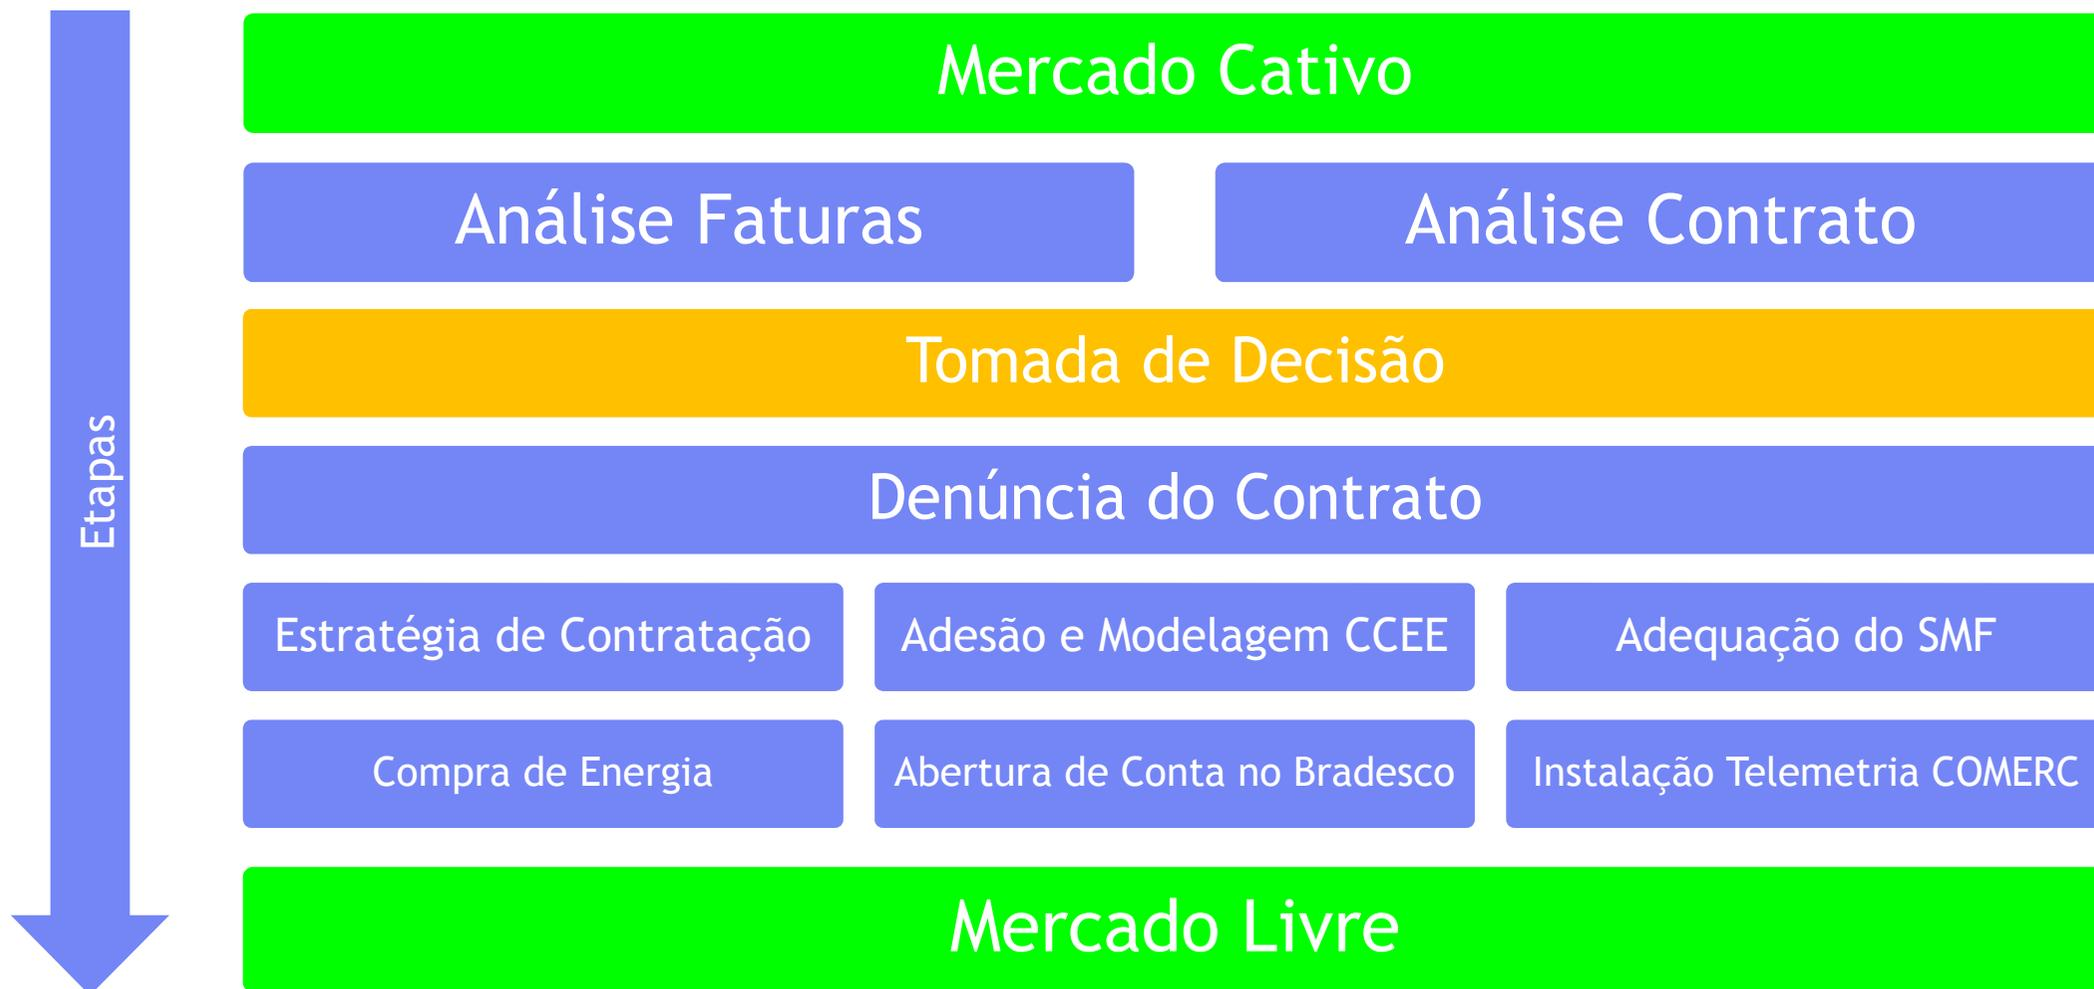 Etapas
Mercado Cativo
Análise Faturas
Análise Contrato
Tomada de Decisão
Denúncia do Contrato
Estratégia de Contratação
Adesão e Modelagem CCEE
Adequação do SMF
Compra de Energia
Abertura de Conta no Bradesco
Instalação Telemetria COMERC
Mercado Livre